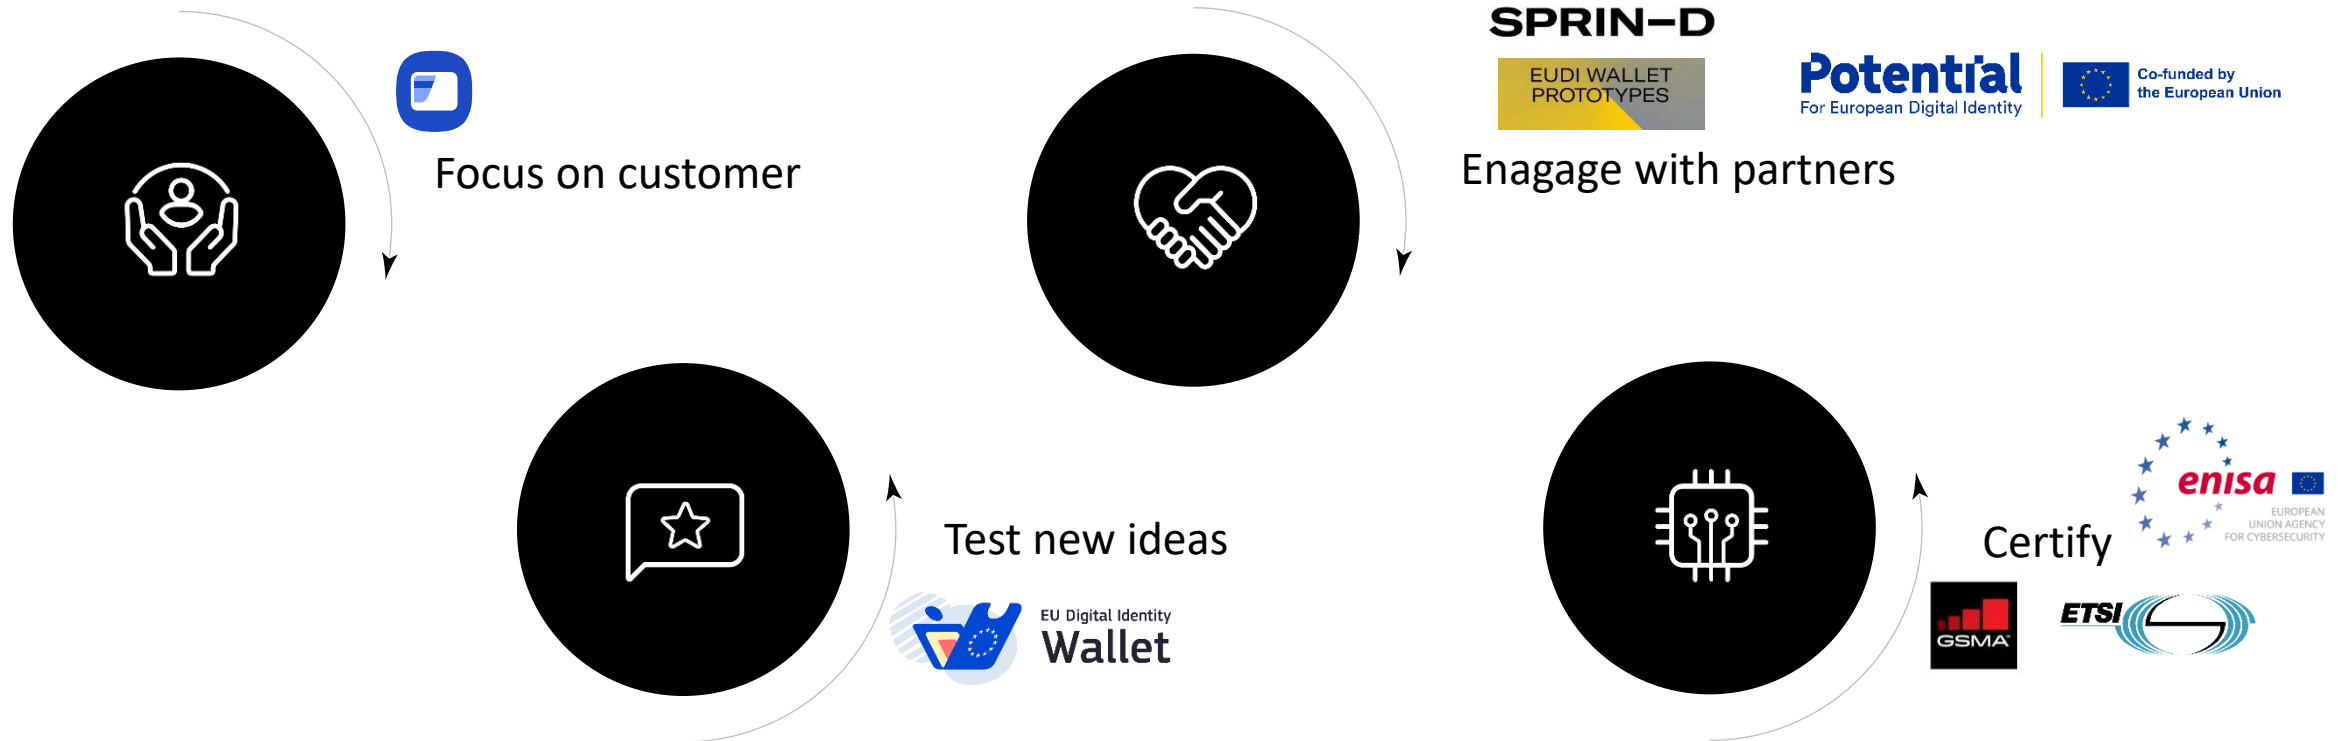 Focus on customer
Test new ideas
EU Digital Identity
Wallet
SPRIN–D
EUDI WALLET
PROTOTYPES
Potential
For European Digital Identity
Co-funded by
the European Union
Enagage with partners
Certify
enisa
EUROPEAN
UNION AGENCY
FOR CYBERSECURITY
GSMA™
ETSI